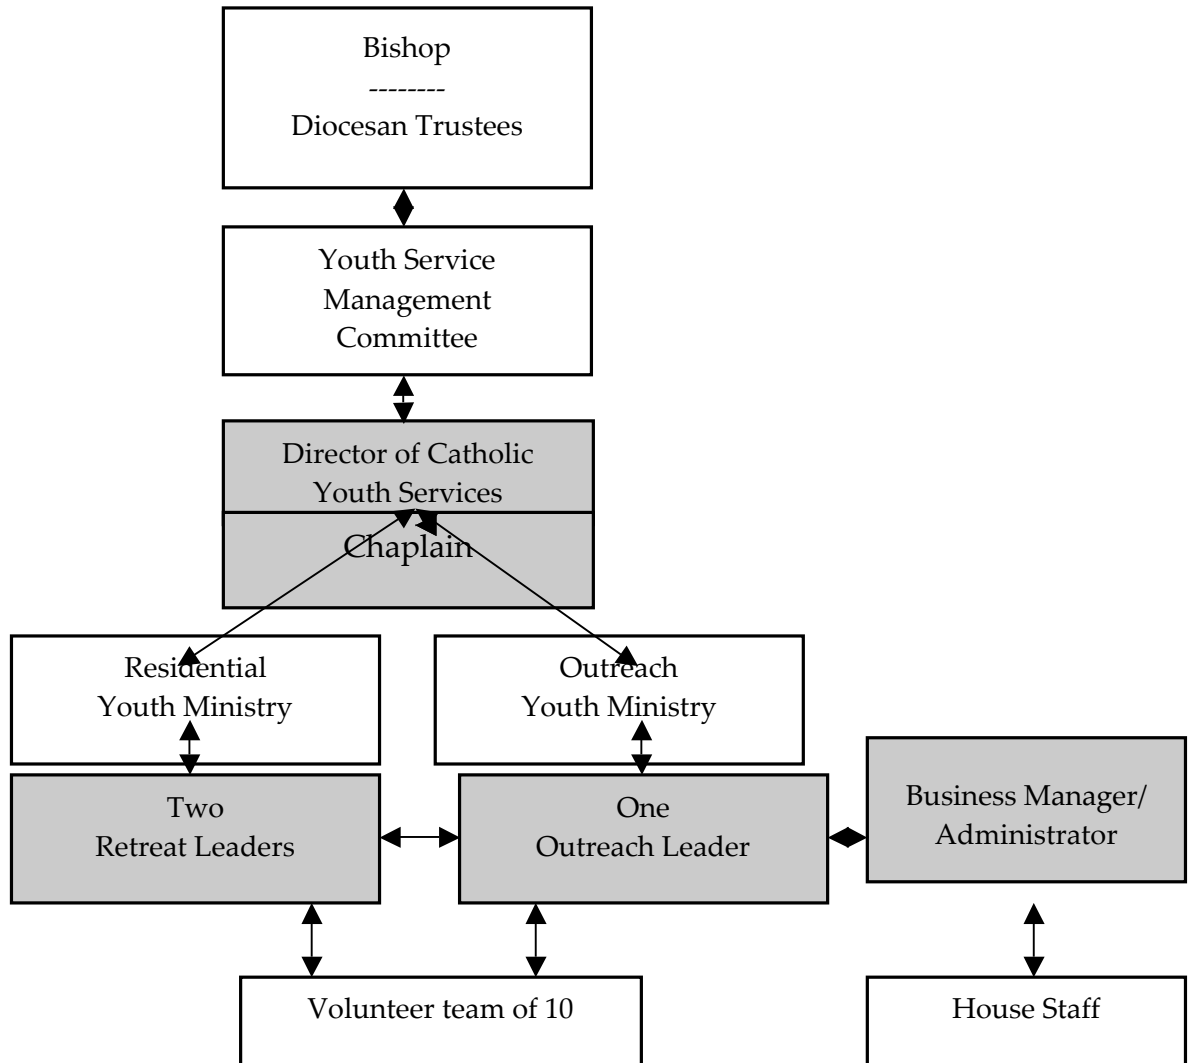 Bishop
--------
Diocesan Trustees
Youth Service
Management
Committee
Director of Catholic
Youth Services
Chaplain
Residential
Youth Ministry
Outreach
Youth Ministry
Two
Retreat Leaders
One
Outreach Leader
Business Manager/
Administrator
Volunteer team of 10
House Staff